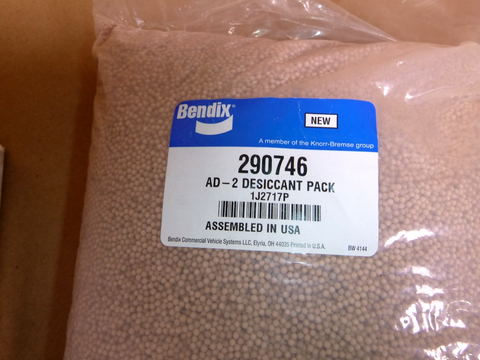 Bendix
NEW
A member of the Knorr-Bremse group
290746
AD-2 DESICCANT PACK
1J2717P
ASSEMBLED IN USA
Bendix Commercial Vehicle Systems LLC, Elyria, OH 44035 Printed in U.S.A.
BW 4144